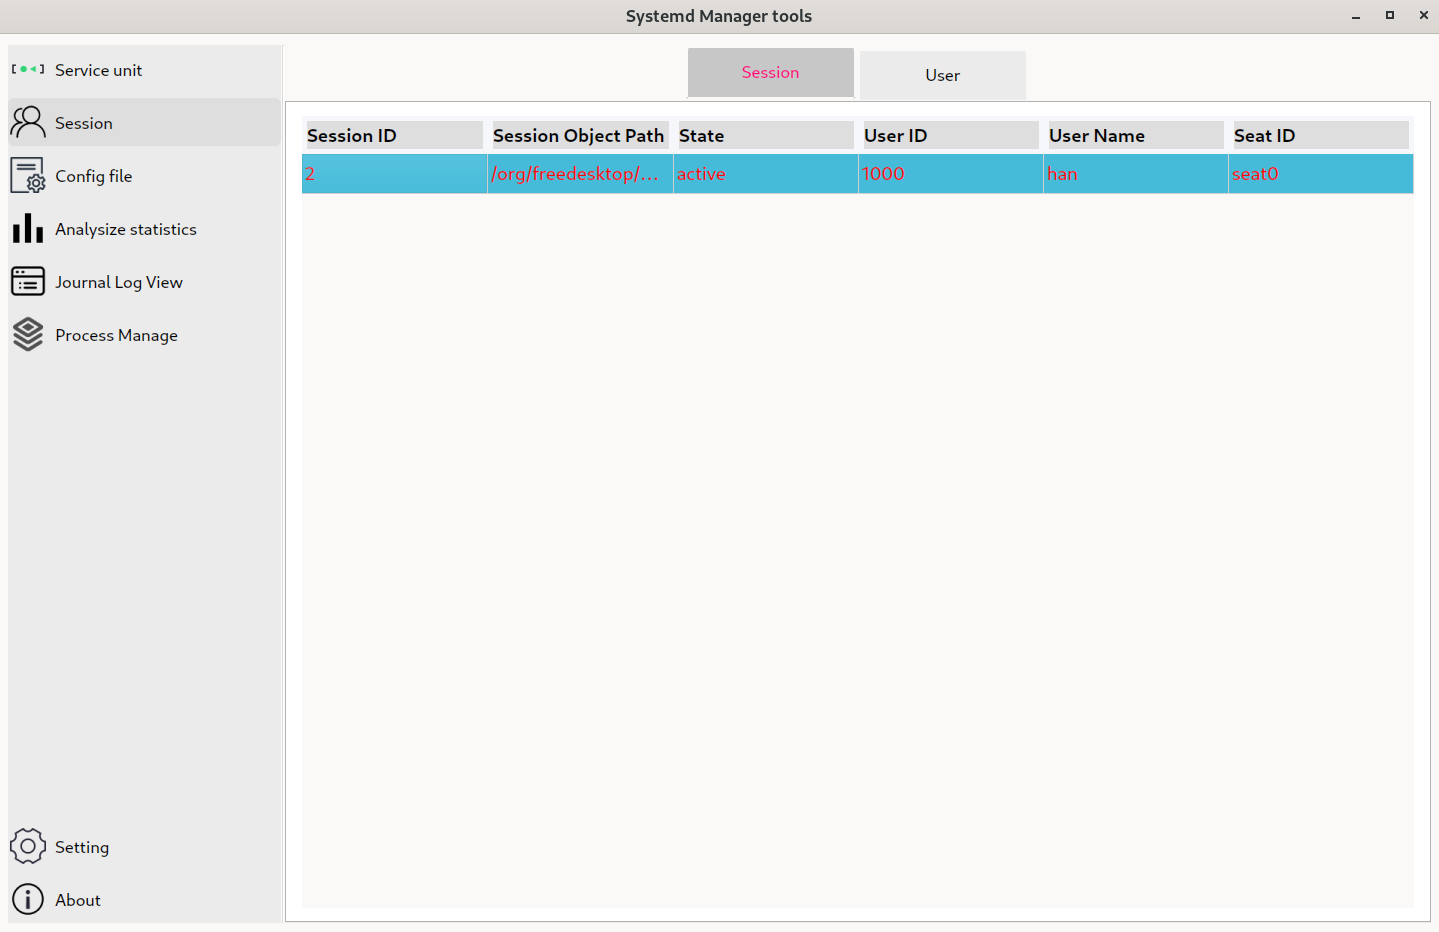 Systemd Manager tools
Service unit
Session
Config file
Analysize statistics
Journal Log View
Process Manage
Setting
About
Session User
Session ID Session Object Path State User ID User Name Seat ID
2 /org/freedesktop/... active 1000 han seat0